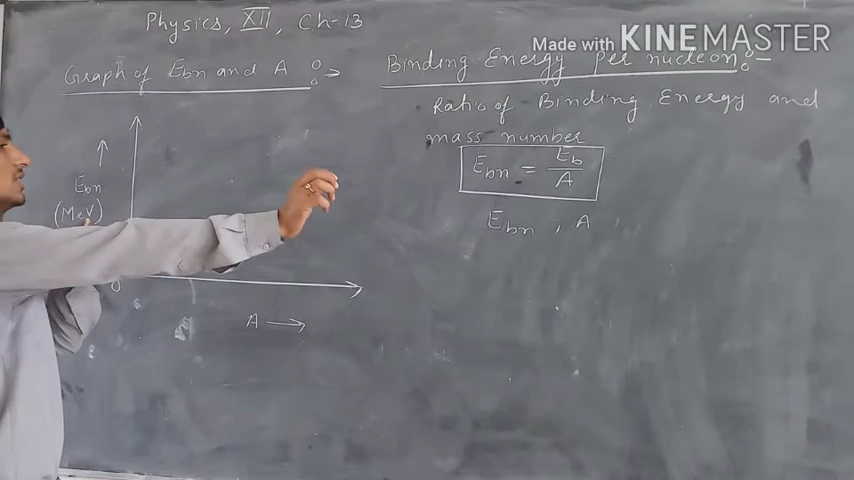 Physics, XII, Ch-13
Made with KINEMASTER
Graph of Ebn and A :→
Binding Energy per nucleon:-
Ratio of Binding Energy and
mass number
Ebn = Eb/A
Ebn , A
↑
Ebn
(MeV)
0
A →